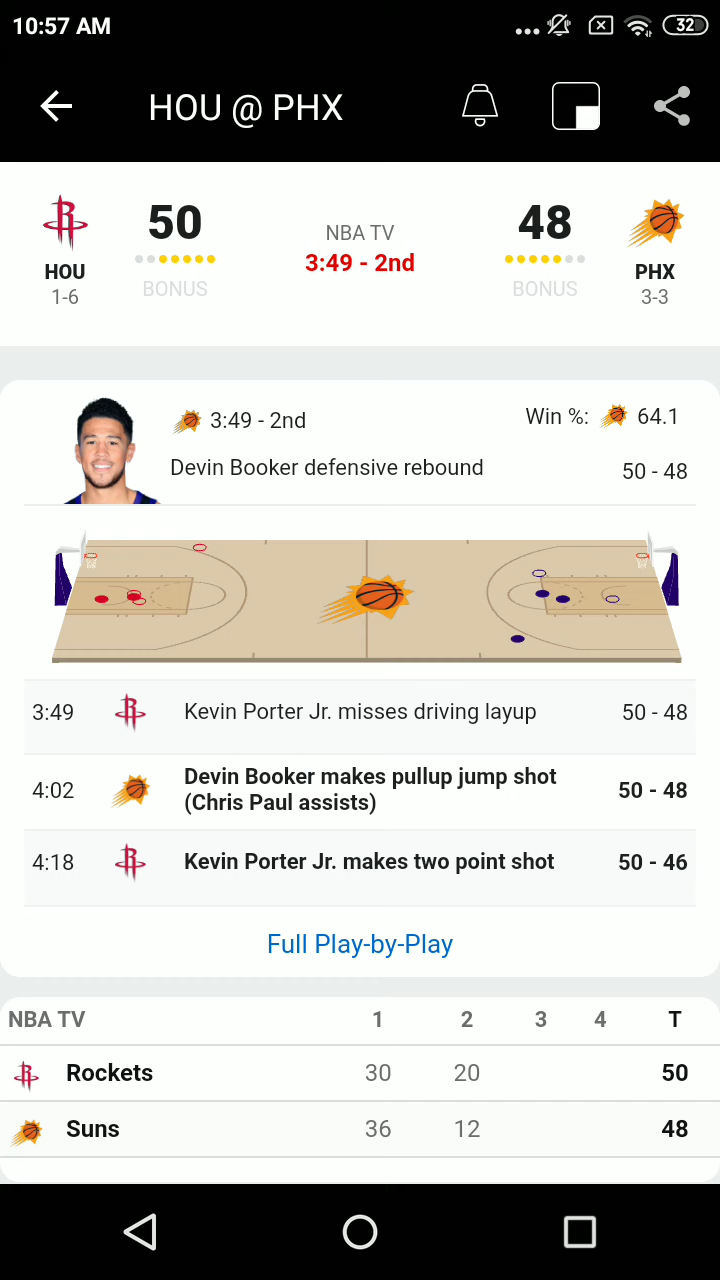 10:57 AM
32
HOU @ PHX
50
NBA TV
48
HOU
3:49 - 2nd
PHX
1-6
BONUS
BONUS
3-3
3:49 - 2nd
Win %: 64.1
Devin Booker defensive rebound
50 - 48
3:49
Kevin Porter Jr. misses driving layup
50 - 48
4:02
Devin Booker makes pullup jump shot
(Chris Paul assists)
50 - 48
4:18
Kevin Porter Jr. makes two point shot
50 - 46
Full Play-by-Play
NBA TV 1 2 3 4 T
Rockets 30 20 50
Suns 36 12 48